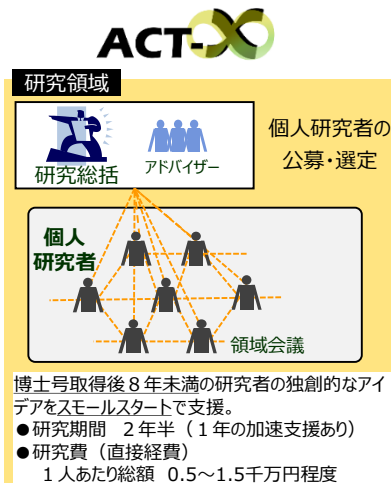 ACT-X
研究領域
個人研究者の
公募・選定
研究総括
アドバイザー
個人
研究者
領域会議
博士号取得後８年未満の研究者の独創的なアイ
デアをスモールスタートで支援。
●研究期間　２年半（１年の加速支援あり）
●研究費（直接経費）
１人あたり総額　0.5～1.5千万円程度